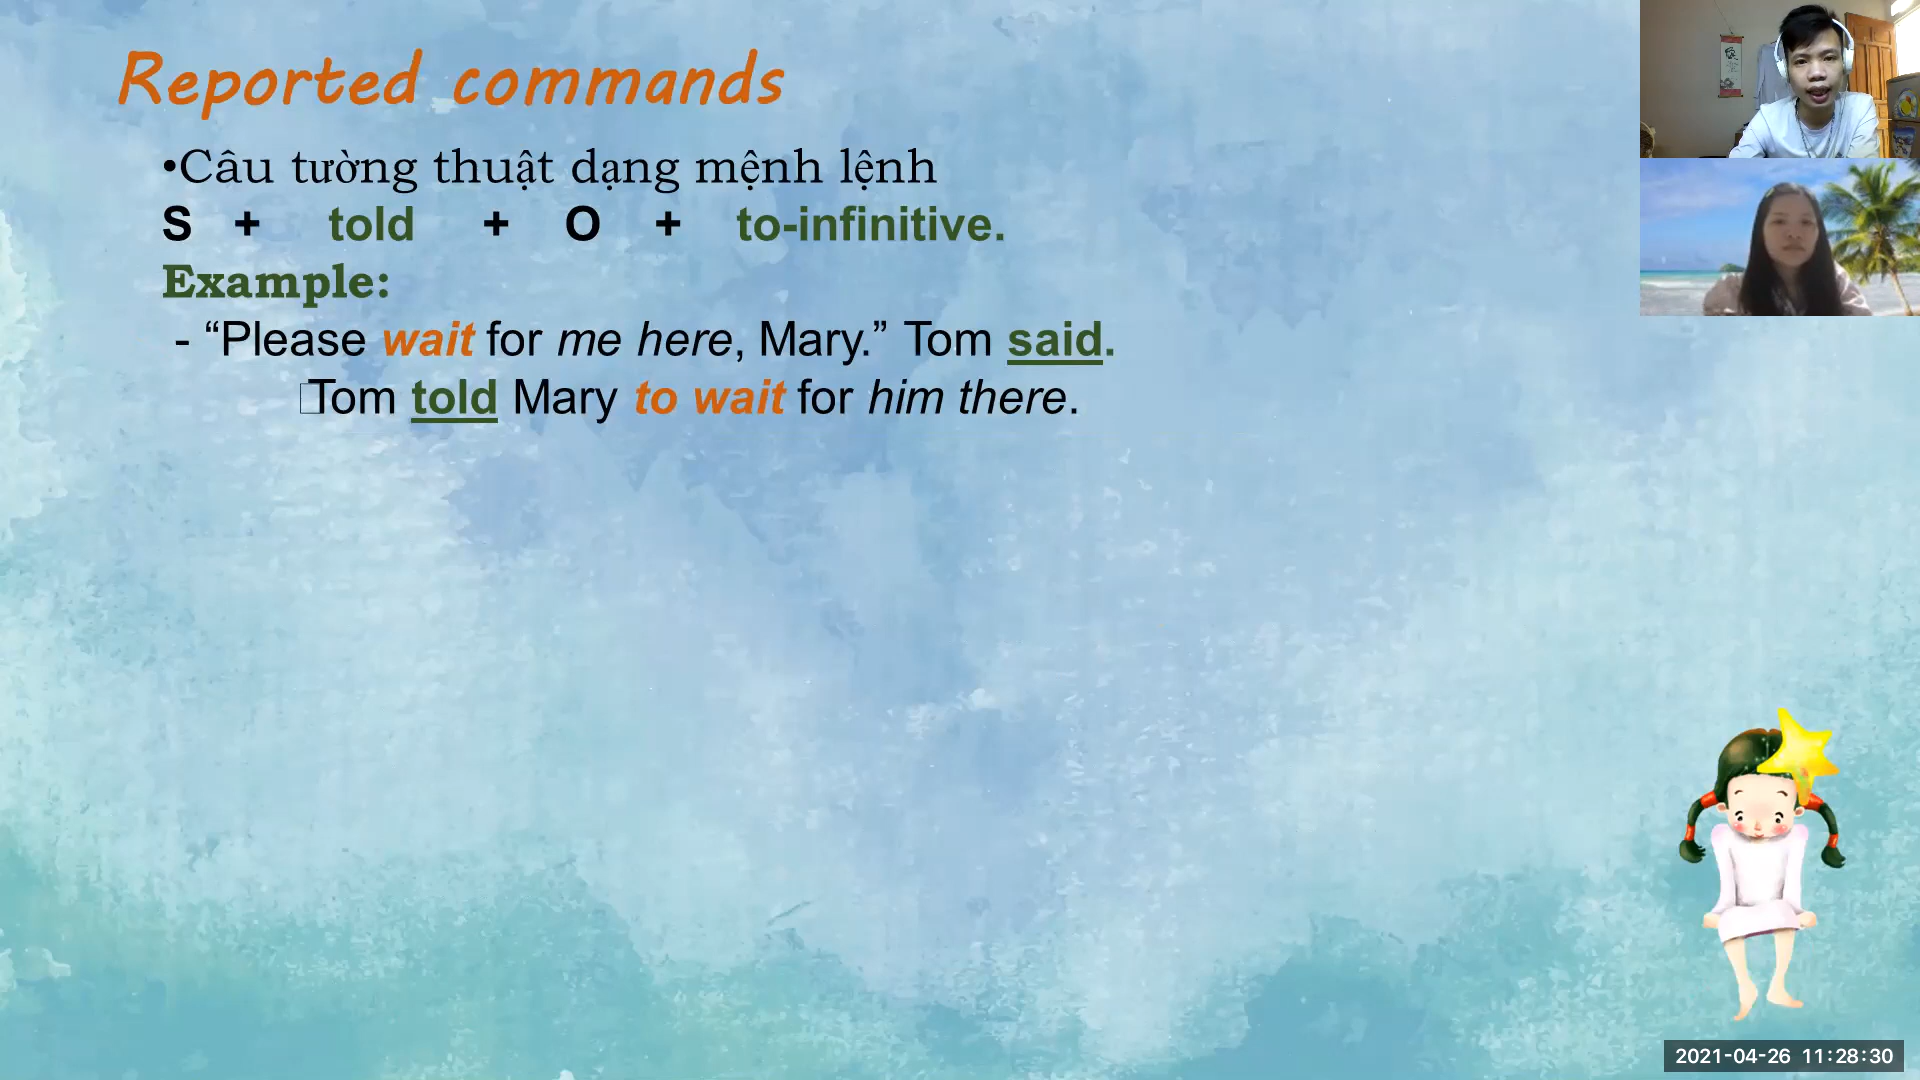 Reported commands
•Câu tường thuật dạng mệnh lệnh
S + told + O + to-infinitive.
Example:
- “Please wait for me here, Mary.” Tom said.
Tom told Mary to wait for him there.
2021-04-26 11:28:30